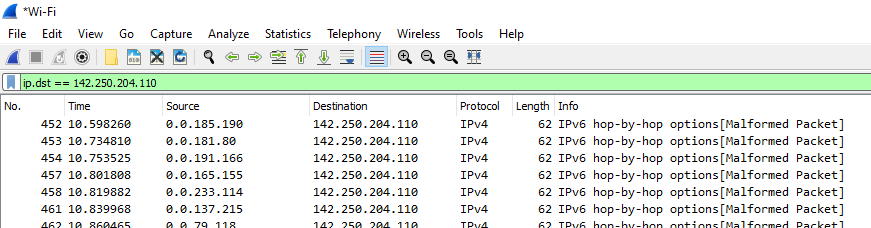 *Wi-Fi
File Edit View Go Capture Analyze Statistics Telephony Wireless Tools Help
ip.dst == 142.250.204.110
No. Time Source Destination Protocol Length Info
452 10.598260 0.0.185.190 142.250.204.110 IPv4 62 IPv6 hop-by-hop options[Malformed Packet]
453 10.734810 0.0.181.80 142.250.204.110 IPv4 62 IPv6 hop-by-hop options[Malformed Packet]
454 10.753525 0.0.191.166 142.250.204.110 IPv4 62 IPv6 hop-by-hop options[Malformed Packet]
457 10.801808 0.0.165.155 142.250.204.110 IPv4 62 IPv6 hop-by-hop options[Malformed Packet]
458 10.819882 0.0.233.114 142.250.204.110 IPv4 62 IPv6 hop-by-hop options[Malformed Packet]
461 10.839968 0.0.137.215 142.250.204.110 IPv4 62 IPv6 hop-by-hop options[Malformed Packet]
462 10.860465 0.0.79.118 142.250.204.110 IPv4 62 IPv6 hop-by-hop options[Malformed Packet]